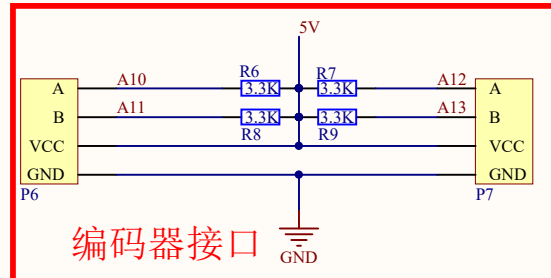 5V
R6 R7
A10 A12
A 3.3K 3.3K A
A11 A13
B 3.3K 3.3K B
R8 R9
VCC VCC
GND GND
P6 P7
编码器接口
GND